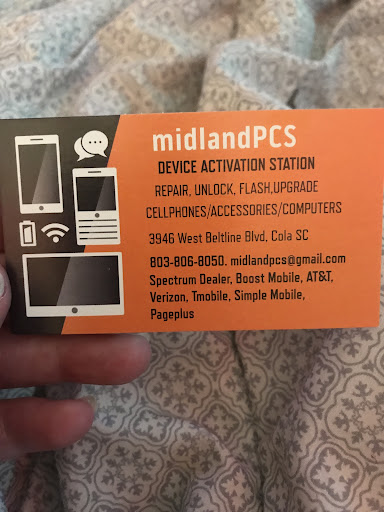 midlandPCS
DEVICE ACTIVATION STATION
REPAIR, UNLOCK, FLASH,UPGRADE
CELLPHONES/ACCESSORIES/COMPUTERS
3946 West Beltline Blvd, Cola SC
803-806-8050. midlandpcs@gmail.com
Spectrum Dealer, Boost Mobile, AT&T,
Verizon, Tmobile, Simple Mobile,
Pageplus